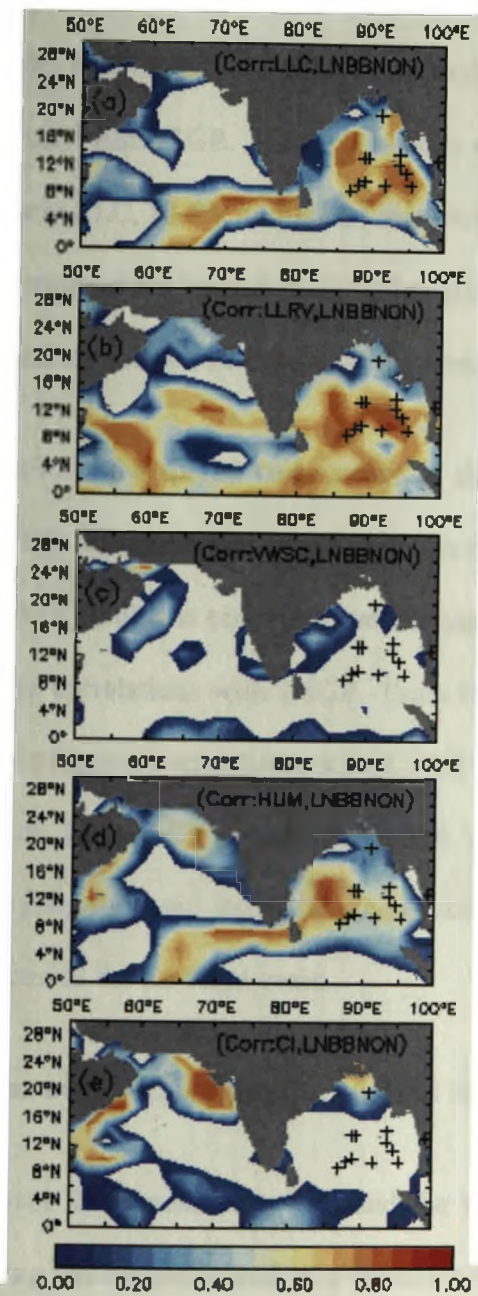 50°E 60°E 70°E 80°E 90°E 100°E
28°N (Corr:LLC,LNBBNON)
24°N
20°N (a)
16°N
12°N
8°N
4°N
0°
50°E 60°E 70°E 80°E 90°E 100°E
28°N (Corr:LLRV,LNBBNON)
24°N
20°N (b)
16°N
12°N
8°N
4°N
0°
50°E 60°E 70°E 80°E 90°E 100°E
28°N (Corr:VWSC,LNBBNON)
24°N
20°N (c)
16°N
12°N
8°N
4°N
0°
50°E 60°E 70°E 80°E 90°E 100°E
28°N (Corr:HUM,LNBBNON)
24°N
20°N (d)
16°N
12°N
8°N
4°N
0°
50°E 60°E 70°E 80°E 90°E 100°E
28°N (Corr:CI,LNBBNON)
24°N
20°N (e)
16°N
12°N
8°N
4°N
0°
0.00 0.20 0.40 0.60 0.80 1.00